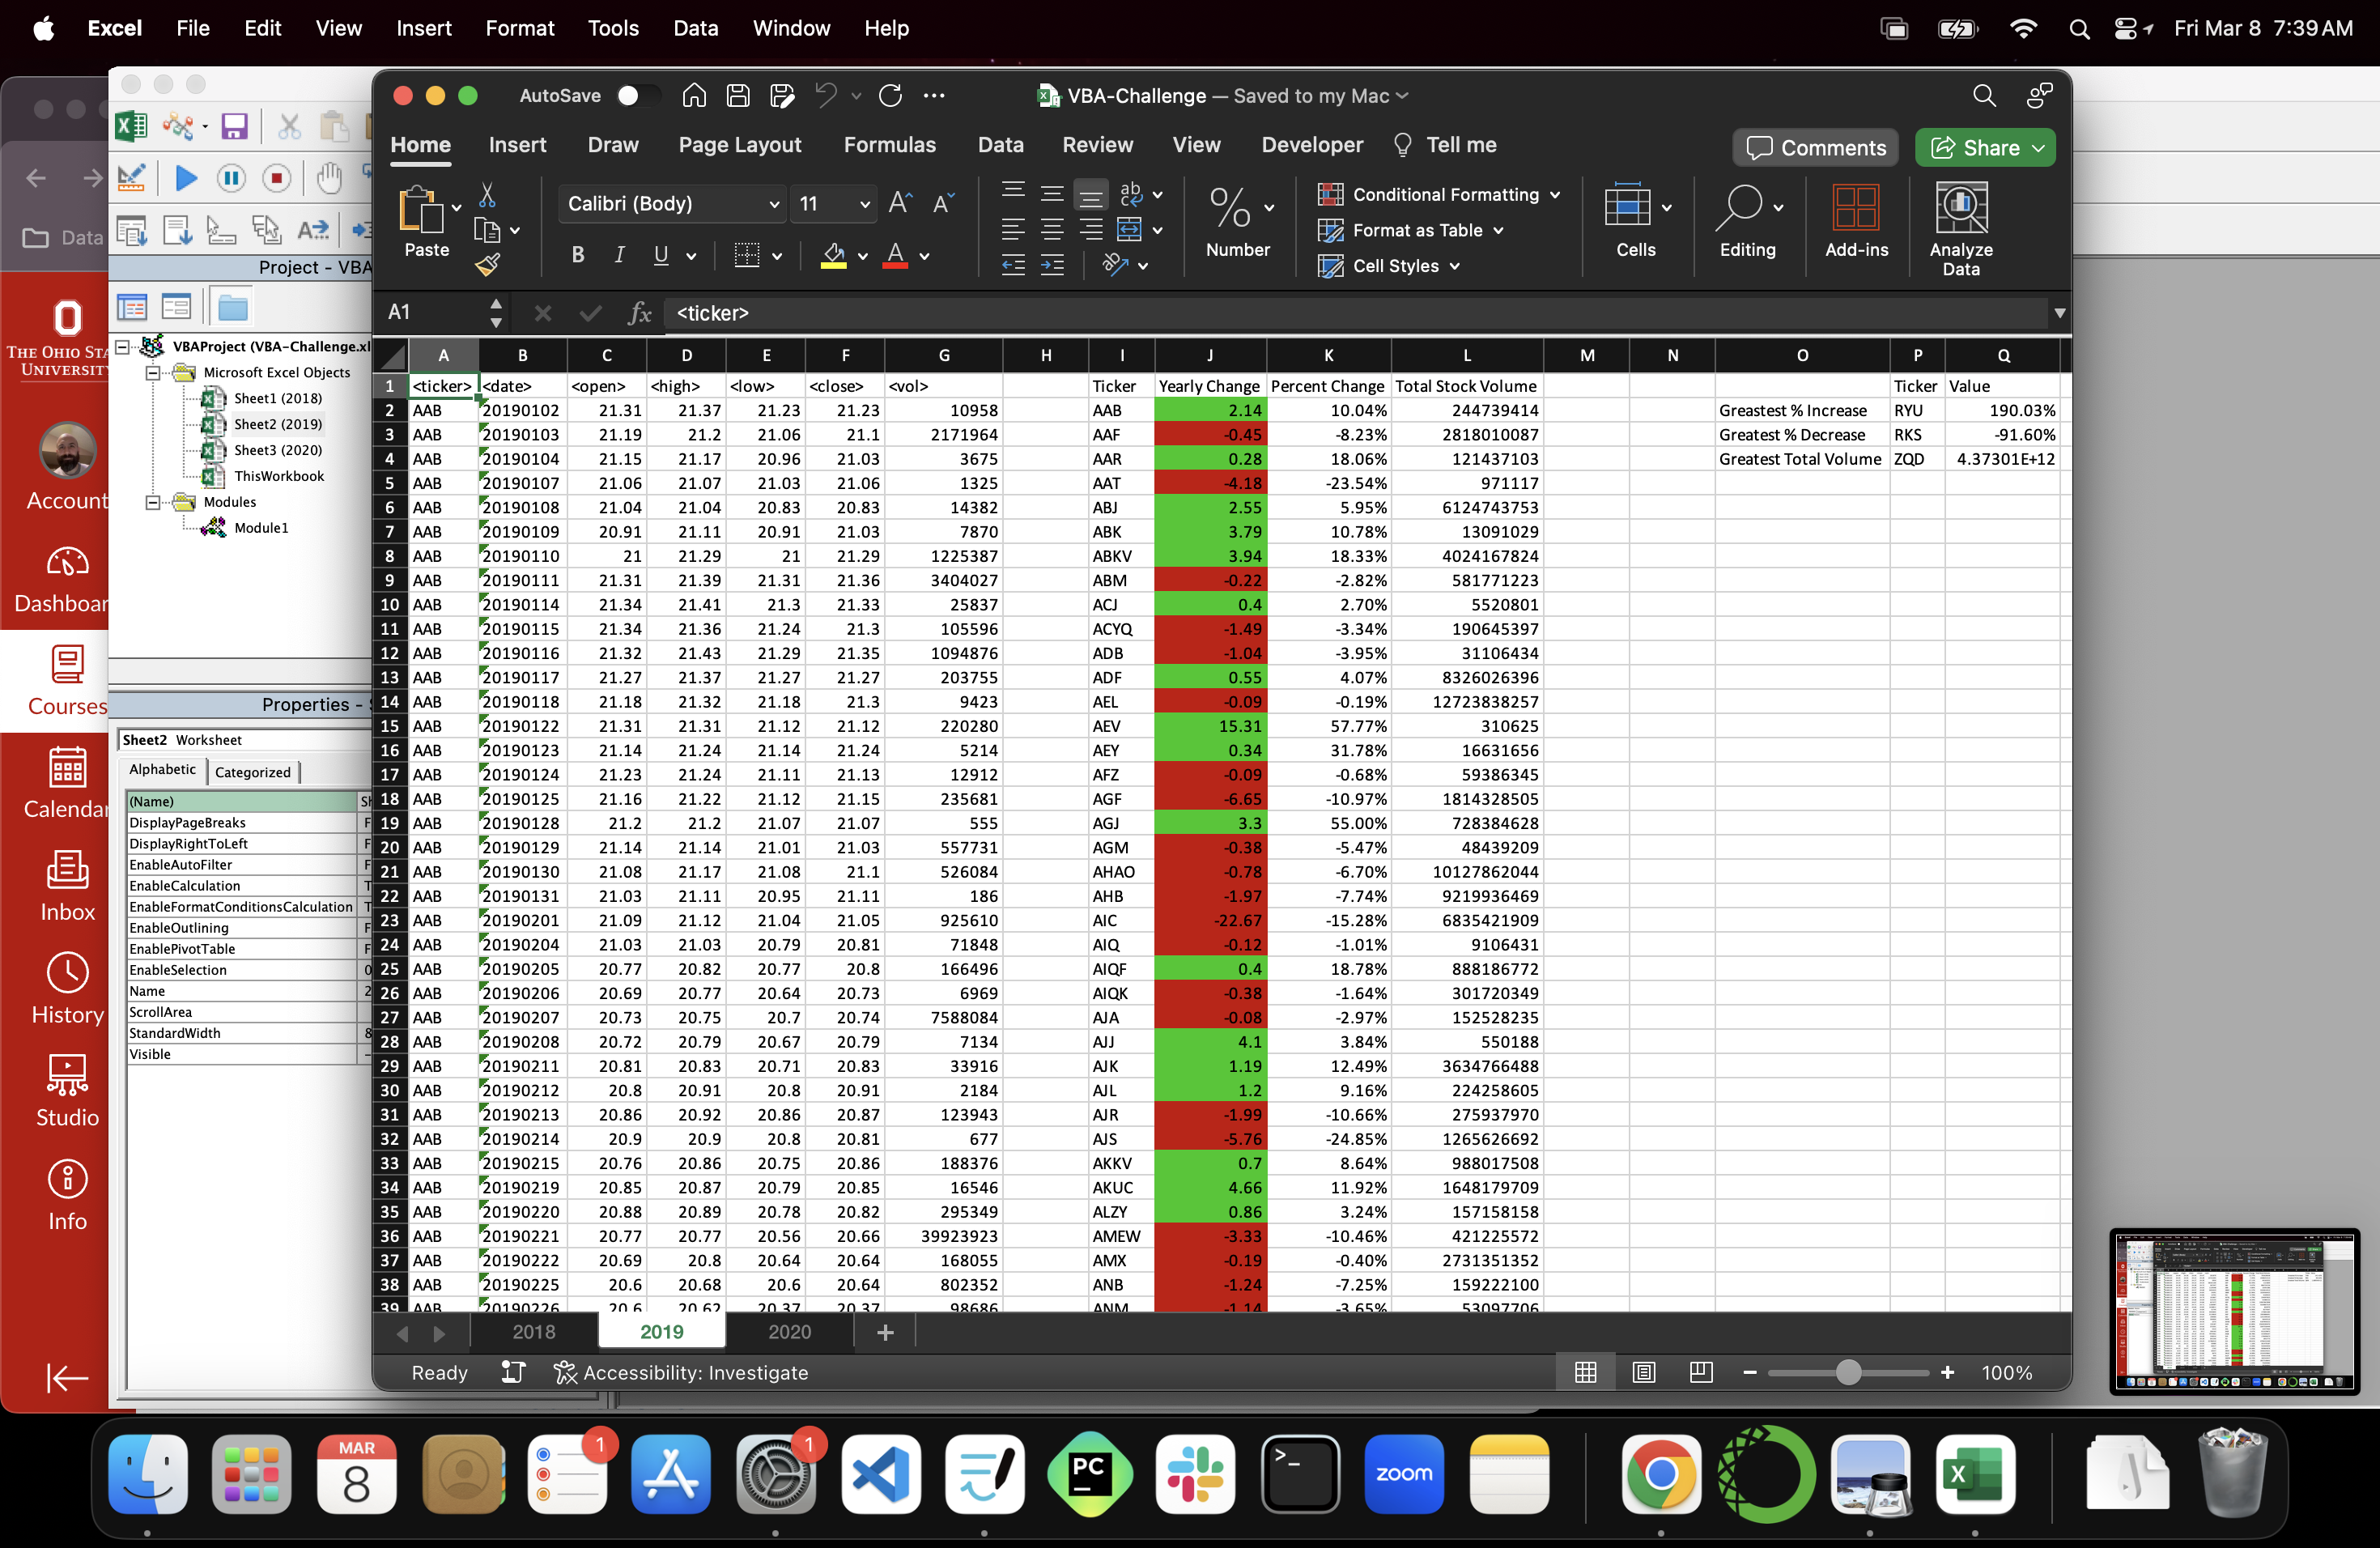 Excel File Edit View Insert Format Tools Data Window Help Fri Mar 8 7:39 AM
AutoSave VBA-Challenge — Saved to my Mac
Home Insert Draw Page Layout Formulas Data Review View Developer Tell me Comments Share
Paste Calibri (Body) 11 Number Conditional Formatting Format as Table Cell Styles Cells Editing Add-ins Analyze Data
A1 fx <ticker>
A B C D E F G H I J K L M N O P Q
1 <ticker> <date> <open> <high> <low> <close> <vol> Ticker Yearly Change Percent Change Total Stock Volume Ticker Value
2 AAB 20190102 21.31 21.37 21.23 21.23 10958 AAB 2.14 10.04% 244739414 Greastest % Increase RYU 190.03%
3 AAB 20190103 21.19 21.2 21.06 21.1 2171964 AAF -0.45 -8.23% 2818010087 Greatest % Decrease RKS -91.60%
4 AAB 20190104 21.15 21.17 20.96 21.03 3675 AAR 0.28 18.06% 121437103 Greatest Total Volume ZQD 4.37301E+12
5 AAB 20190107 21.06 21.07 21.03 21.06 1325 AAT -4.18 -23.54% 971117
6 AAB 20190108 21.04 21.04 20.83 20.83 14382 ABJ 2.55 5.95% 6124743753
7 AAB 20190109 20.91 21.11 20.91 21.03 7870 ABK 3.79 10.78% 13091029
8 AAB 20190110 21 21.29 21 21.29 1225387 ABKV 3.94 18.33% 4024167824
9 AAB 20190111 21.31 21.39 21.31 21.36 3404027 ABM -0.22 -2.82% 581771223
10 AAB 20190114 21.34 21.41 21.3 21.33 25837 ACJ 0.4 2.70% 5520801
11 AAB 20190115 21.34 21.36 21.24 21.3 105596 ACYQ -1.49 -3.34% 190645397
12 AAB 20190116 21.32 21.43 21.29 21.35 1094876 ADB -1.04 -3.95% 31106434
13 AAB 20190117 21.27 21.37 21.27 21.27 203755 ADF 0.55 4.07% 8326026396
14 AAB 20190118 21.18 21.32 21.18 21.3 9423 AEL -0.09 -0.19% 12723838257
15 AAB 20190122 21.31 21.31 21.12 21.12 220280 AEV 15.31 57.77% 310625
16 AAB 20190123 21.14 21.24 21.14 21.24 5214 AEY 0.34 31.78% 16631656
17 AAB 20190124 21.23 21.24 21.11 21.13 12912 AFZ -0.09 -0.68% 59386345
18 AAB 20190125 21.16 21.22 21.12 21.15 235681 AGF -6.65 -10.97% 1814328505
19 AAB 20190128 21.2 21.2 21.07 21.07 555 AGJ 3.3 55.00% 728384628
20 AAB 20190129 21.14 21.14 21.01 21.03 557731 AGM -0.38 -5.47% 48439209
21 AAB 20190130 21.08 21.17 21.08 21.1 526084 AHAO -0.78 -6.70% 10127862044
22 AAB 20190131 21.03 21.11 20.95 21.11 186 AHB -1.97 -7.74% 9219936469
23 AAB 20190201 21.09 21.12 21.04 21.05 925610 AIC -22.67 -15.28% 6835421909
24 AAB 20190204 21.03 21.03 20.79 20.81 71848 AIQ -0.12 -1.01% 9106431
25 AAB 20190205 20.77 20.82 20.77 20.8 166496 AIQF 0.4 18.78% 888186772
26 AAB 20190206 20.69 20.77 20.64 20.73 6969 AIQK -0.38 -1.64% 301720349
27 AAB 20190207 20.73 20.75 20.7 20.74 7588084 AJA -0.08 -2.97% 152528235
28 AAB 20190208 20.72 20.79 20.67 20.79 7134 AJJ 4.1 3.84% 550188
29 AAB 20190211 20.81 20.83 20.71 20.83 33916 AJK 1.19 12.49% 3634766488
30 AAB 20190212 20.8 20.91 20.8 20.91 2184 AJL 1.2 9.16% 224258605
31 AAB 20190213 20.86 20.92 20.86 20.87 123943 AJR -1.99 -10.66% 275937970
32 AAB 20190214 20.9 20.9 20.8 20.81 677 AJS -5.76 -24.85% 1265626692
33 AAB 20190215 20.76 20.86 20.75 20.86 188376 AKKV 0.7 8.64% 988017508
34 AAB 20190219 20.85 20.87 20.79 20.85 16546 AKUC 4.66 11.92% 1648179709
35 AAB 20190220 20.88 20.89 20.78 20.82 295349 ALZY 0.86 3.24% 157158158
36 AAB 20190221 20.77 20.77 20.56 20.66 39923923 AMEW -3.33 -10.46% 421225572
37 AAB 20190222 20.69 20.8 20.64 20.64 168055 AMX -0.19 -0.40% 2731351352
38 AAB 20190225 20.6 20.68 20.6 20.64 802352 ANB -1.24 -7.25% 159222100
39 AAB 20190226 20.6 20.62 20.37 20.37 98686 ANM -1.14 -3.65% 53097706
2018 2019 2020
Ready Accessibility: Investigate 100%
Project - VBA
VBAProject (VBA-Challenge.xl
Microsoft Excel Objects
Sheet1 (2018)
Sheet2 (2019)
Sheet3 (2020)
ThisWorkbook
Modules
Module1
Properties - S
Sheet2 Worksheet
Alphabetic Categorized
(Name) Sh
DisplayPageBreaks F
DisplayRightToLeft F
EnableAutoFilter F
EnableCalculation T
EnableFormatConditionsCalculation T
EnableOutlining F
EnablePivotTable F
EnableSelection 0
Name 2
ScrollArea
StandardWidth 8
Visible -
Data
THE OHIO STA
UNIVERSITY
Account
Dashboar
Courses
Calendar
Inbox
History
Studio
Info
MAR
8
1
1
PC
zoom